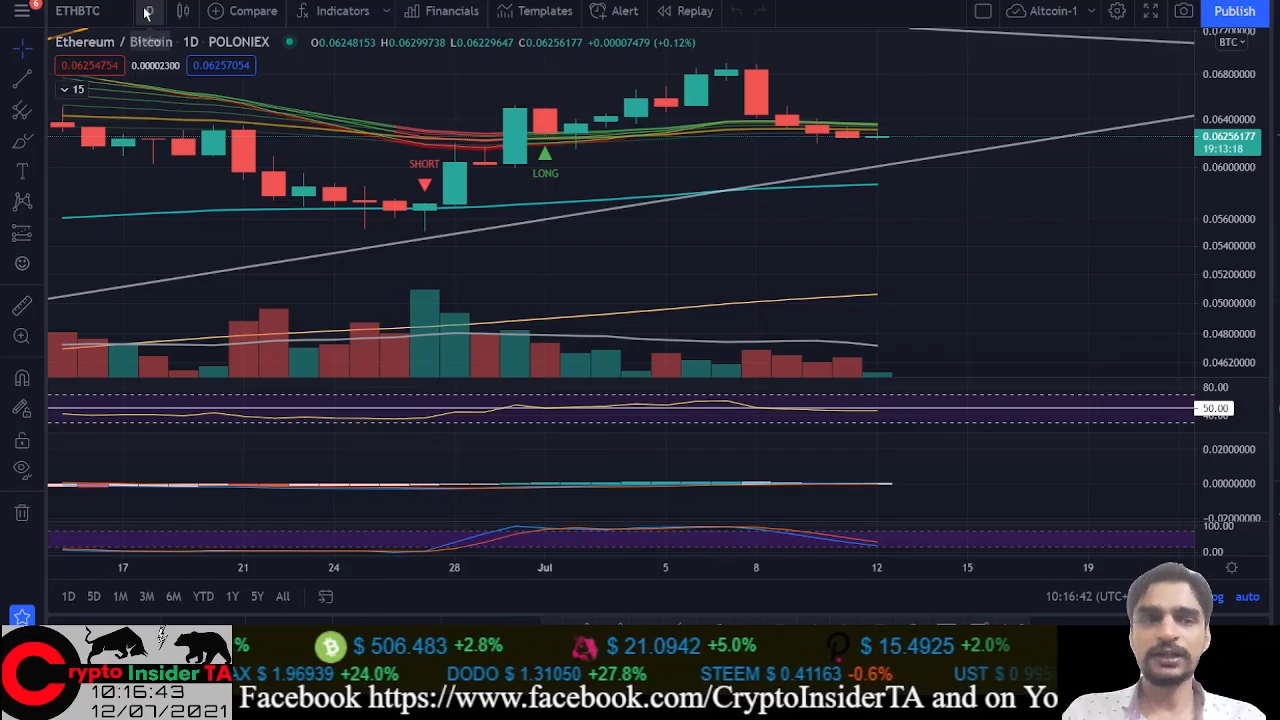 6
ETHBTC D Compare Indicators Financials Templates Alert Replay Altcoin-1 Publish
Ethereum / Bitcoin 1D POLONIEX O0.06248153 H0.06299738 L0.06229647 C0.06256177 +0.00007479 (+0.12%)
BTC
0.06254754 0.00002300 0.06257054
15
0.06800000
0.06400000
0.06256177
19:13:18
0.06000000
0.05600000
0.05400000
0.05200000
0.05000000
0.04800000
0.04620000
SHORT
LONG
80.00
50.00
0.02000000
0.00000000
-0.02000000
100.00
0.00
17 21 24 28 Jul 5 8 12 15 19
1D 5D 1M 3M 6M YTD 1Y 5Y All 10:16:42 (UTC+ og auto
% $ 506.483 +2.8% $ 21.0942 +5.0% $ 15.4925 +2.0%
Crypto Insider TA
AX $ 1.96939 +24.0% DODO $ 1.31050 +27.8% STEEM $ 0.41163 -0.6% UST $ 0.995
10:16:43
12/07/2021
Facebook https://www.facebook.com/CryptoInsiderTA and on Yo